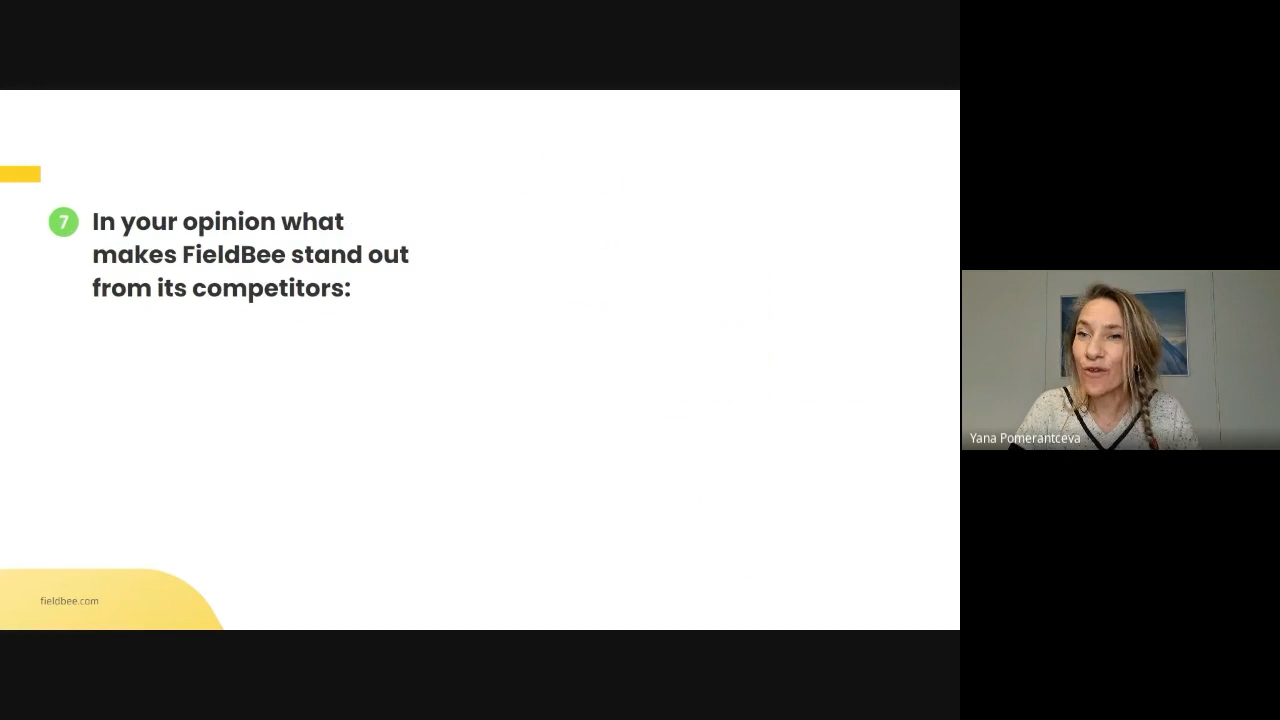 7 In your opinion what
makes FieldBee stand out
from its competitors:
fieldbee.com
Yana Pomerantceva